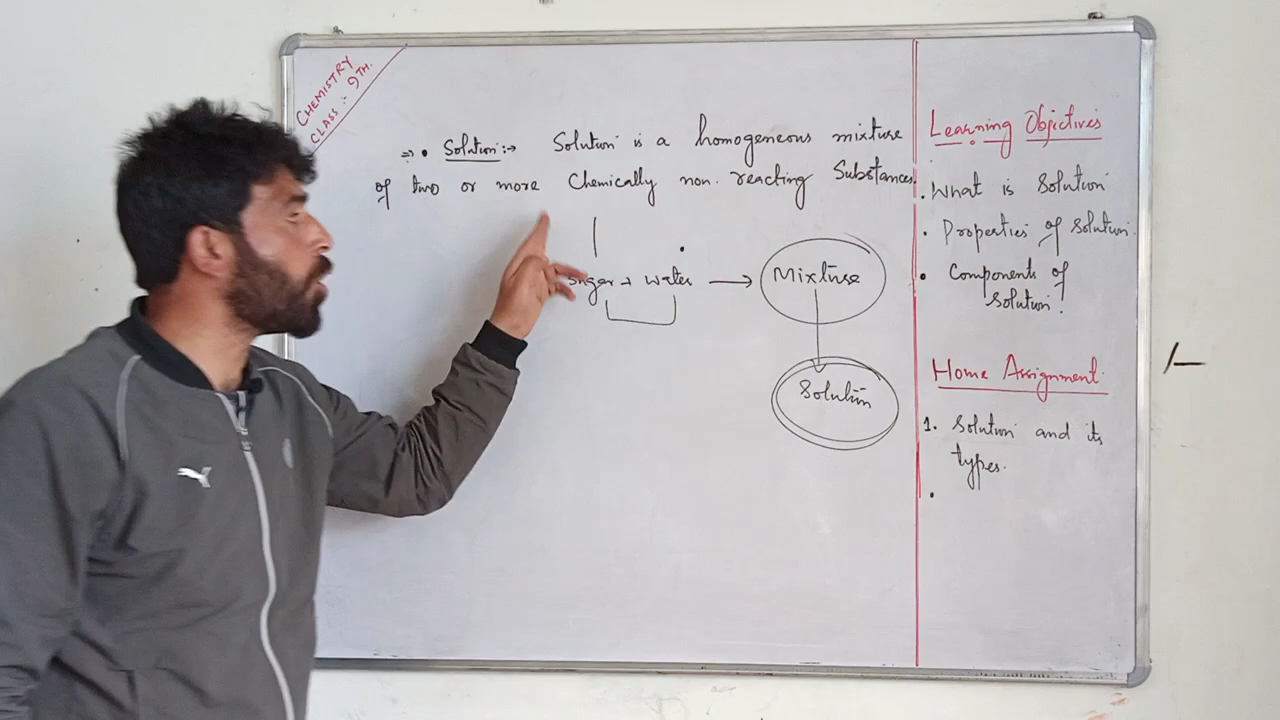 CHEMISTRY
CLASS :- 9TH.
⇒ • Solution :→ Solution is a homogeneous mixture
of two or more Chemically non. reacting Substances.
Sugar + water → Mixture
Solution
Learning Objectives
• What is Solution
• Properties of Solution.
• Components of
Solution.
Home Assignment.
1. Solution and its
types.